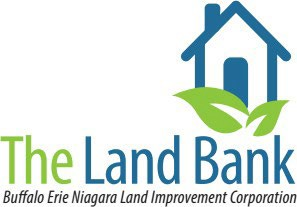 The Land Bank
Buffalo Erie Niagara Land Improvement Corporation